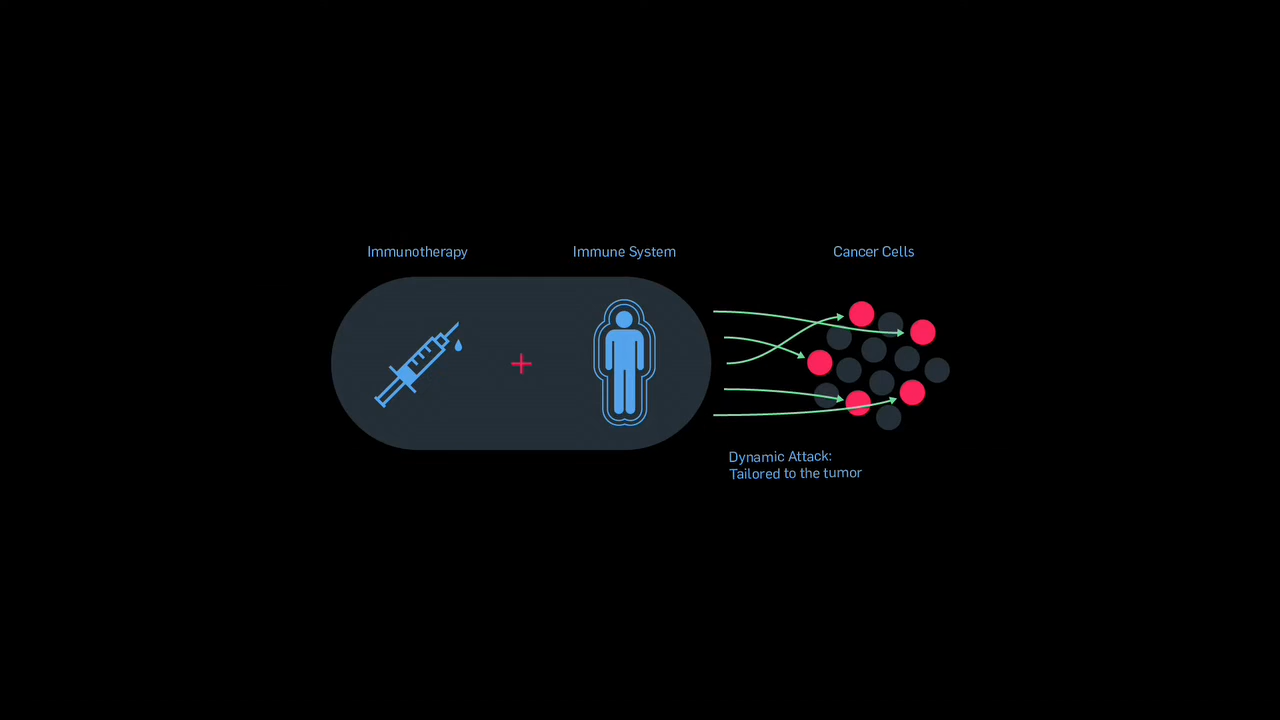 Immunotherapy
Immune System
Cancer Cells
Dynamic Attack:
Tailored to the tumor